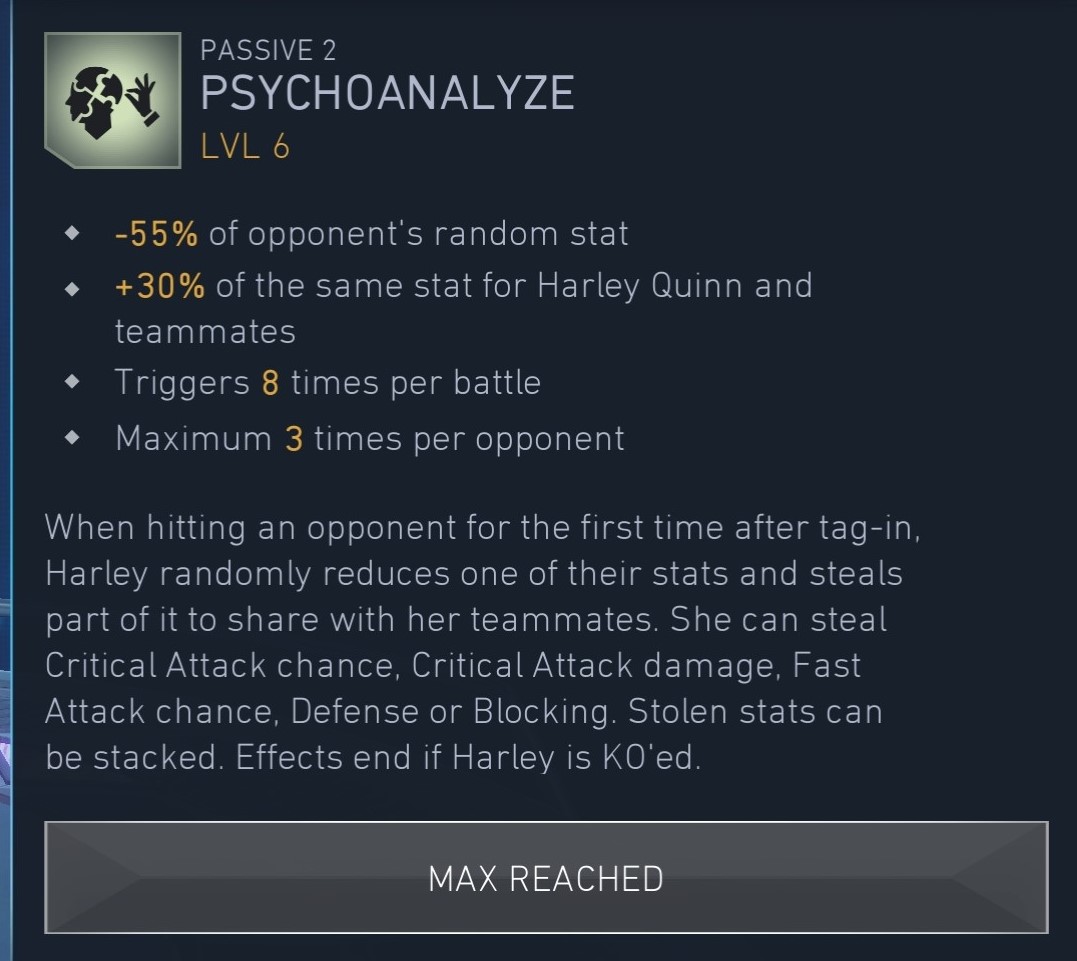 PASSIVE 2
PSYCHOANALYZE
LVL 6
-55% of opponent's random stat
+30% of the same stat for Harley Quinn and
teammates
Triggers 8 times per battle
Maximum 3 times per opponent
When hitting an opponent for the first time after tag-in,
Harley randomly reduces one of their stats and steals
part of it to share with her teammates. She can steal
Critical Attack chance, Critical Attack damage, Fast
Attack chance, Defense or Blocking. Stolen stats can
be stacked. Effects end if Harley is KO'ed.
MAX REACHED